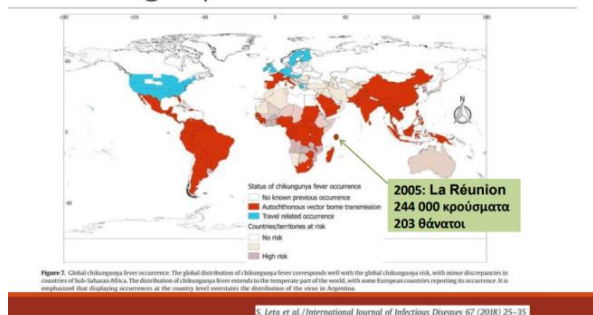 2005: La Réunion
244 000 κρούσματα
203 θάνατοι
Status of chikungunya fever occurrence
No known previous occurrence
Autochthonous vector borne transmission
Travel related occurrence
Countries/territories at risk
No risk
High risk
N
Figure 7. Global chikungunya fever occurrence. The global distribution of chikungunya fever corresponds well with the global chikungunya risk, with minor discrepancies in
countries of Sub-Saharan Africa. The distribution of chikungunya fever extends to the temperate part of the world, with some European countries reporting its occurrence. It is
emphasized that displaying occurrences at the country level overstates the distribution of the virus in Argentina.
S. Leta et al. / International Journal of Infectious Diseases 67 (2018) 25–35